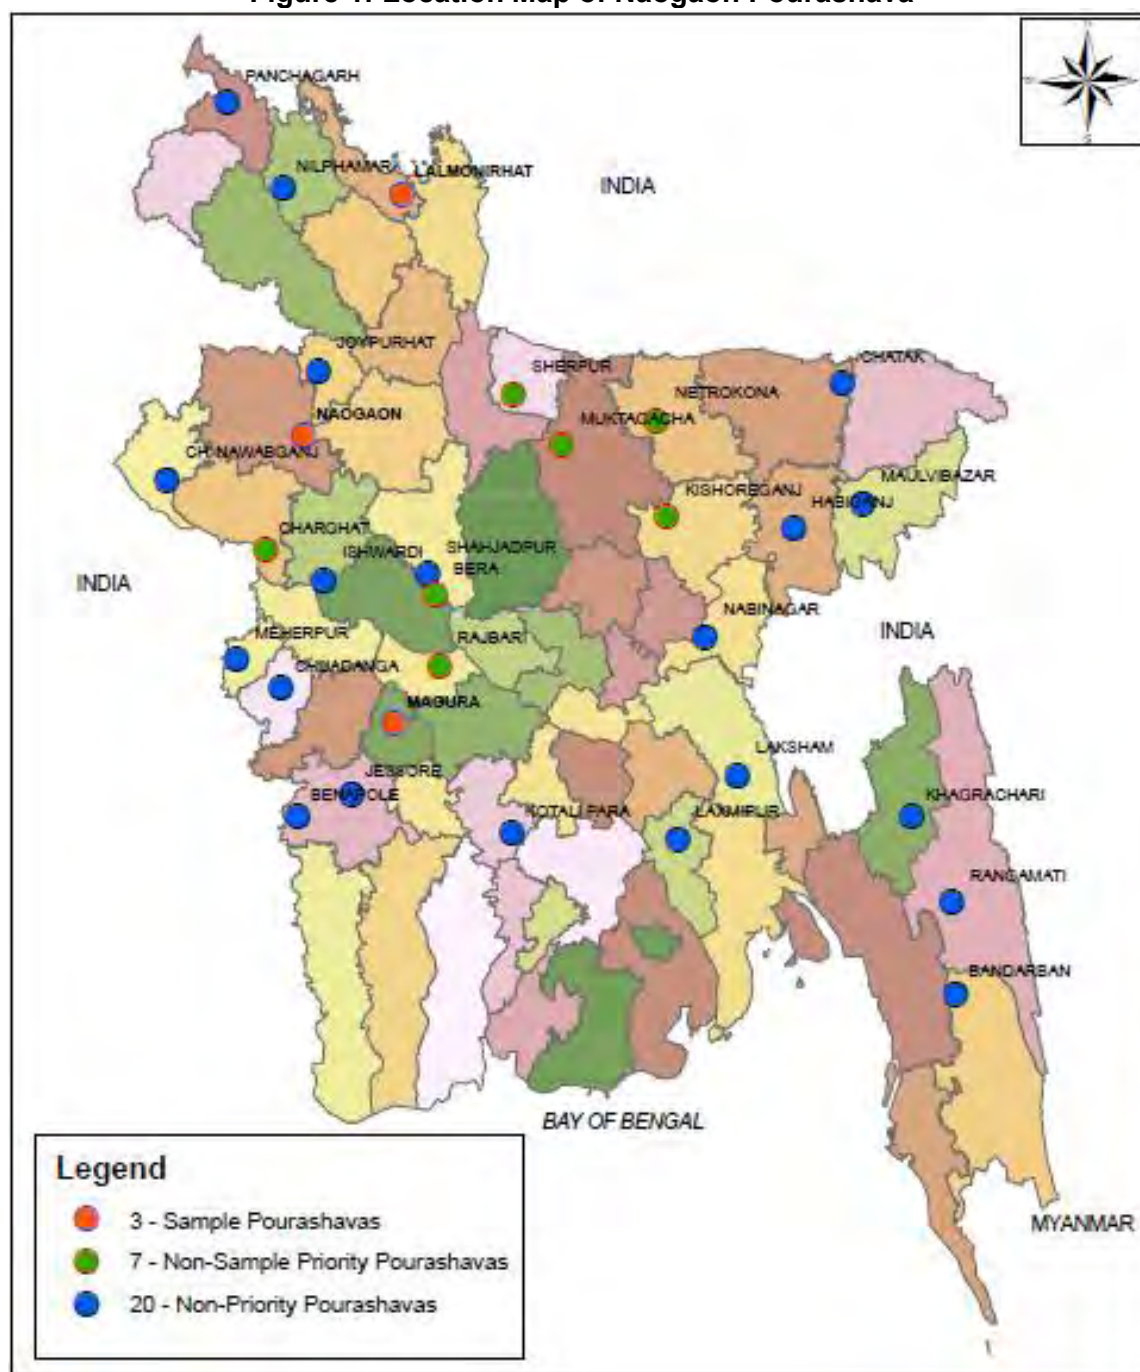 Figure 1: Location Map of Naogaon Pourashava
PANCHAGARH
NILPHAMARI
LALMONIRHAT
INDIA
JOYPURHAT
SHERPUR
CHATAK
NETROKONA
NAOGAON
MUKTAGACHA
CH.NAWABGANJ
MAULVIBAZAR
KISHOREGANJ
HABIGANJ
CHARGHAT
ISHWARDI
SHAHJADPUR
BERA
INDIA
NABINAGAR
INDIA
MEHERPUR
RAJBARI
CHUADANGA
MAGURA
LAKSHAM
JESSORE
BENAPOLE
KHAGRACHARI
KOTALI PARA
LAXMIPUR
RANGAMATI
BANDARBAN
BAY OF BENGAL
MYANMAR
Legend
3 - Sample Pourashavas
7 - Non-Sample Priority Pourashavas
20 - Non-Priority Pourashavas